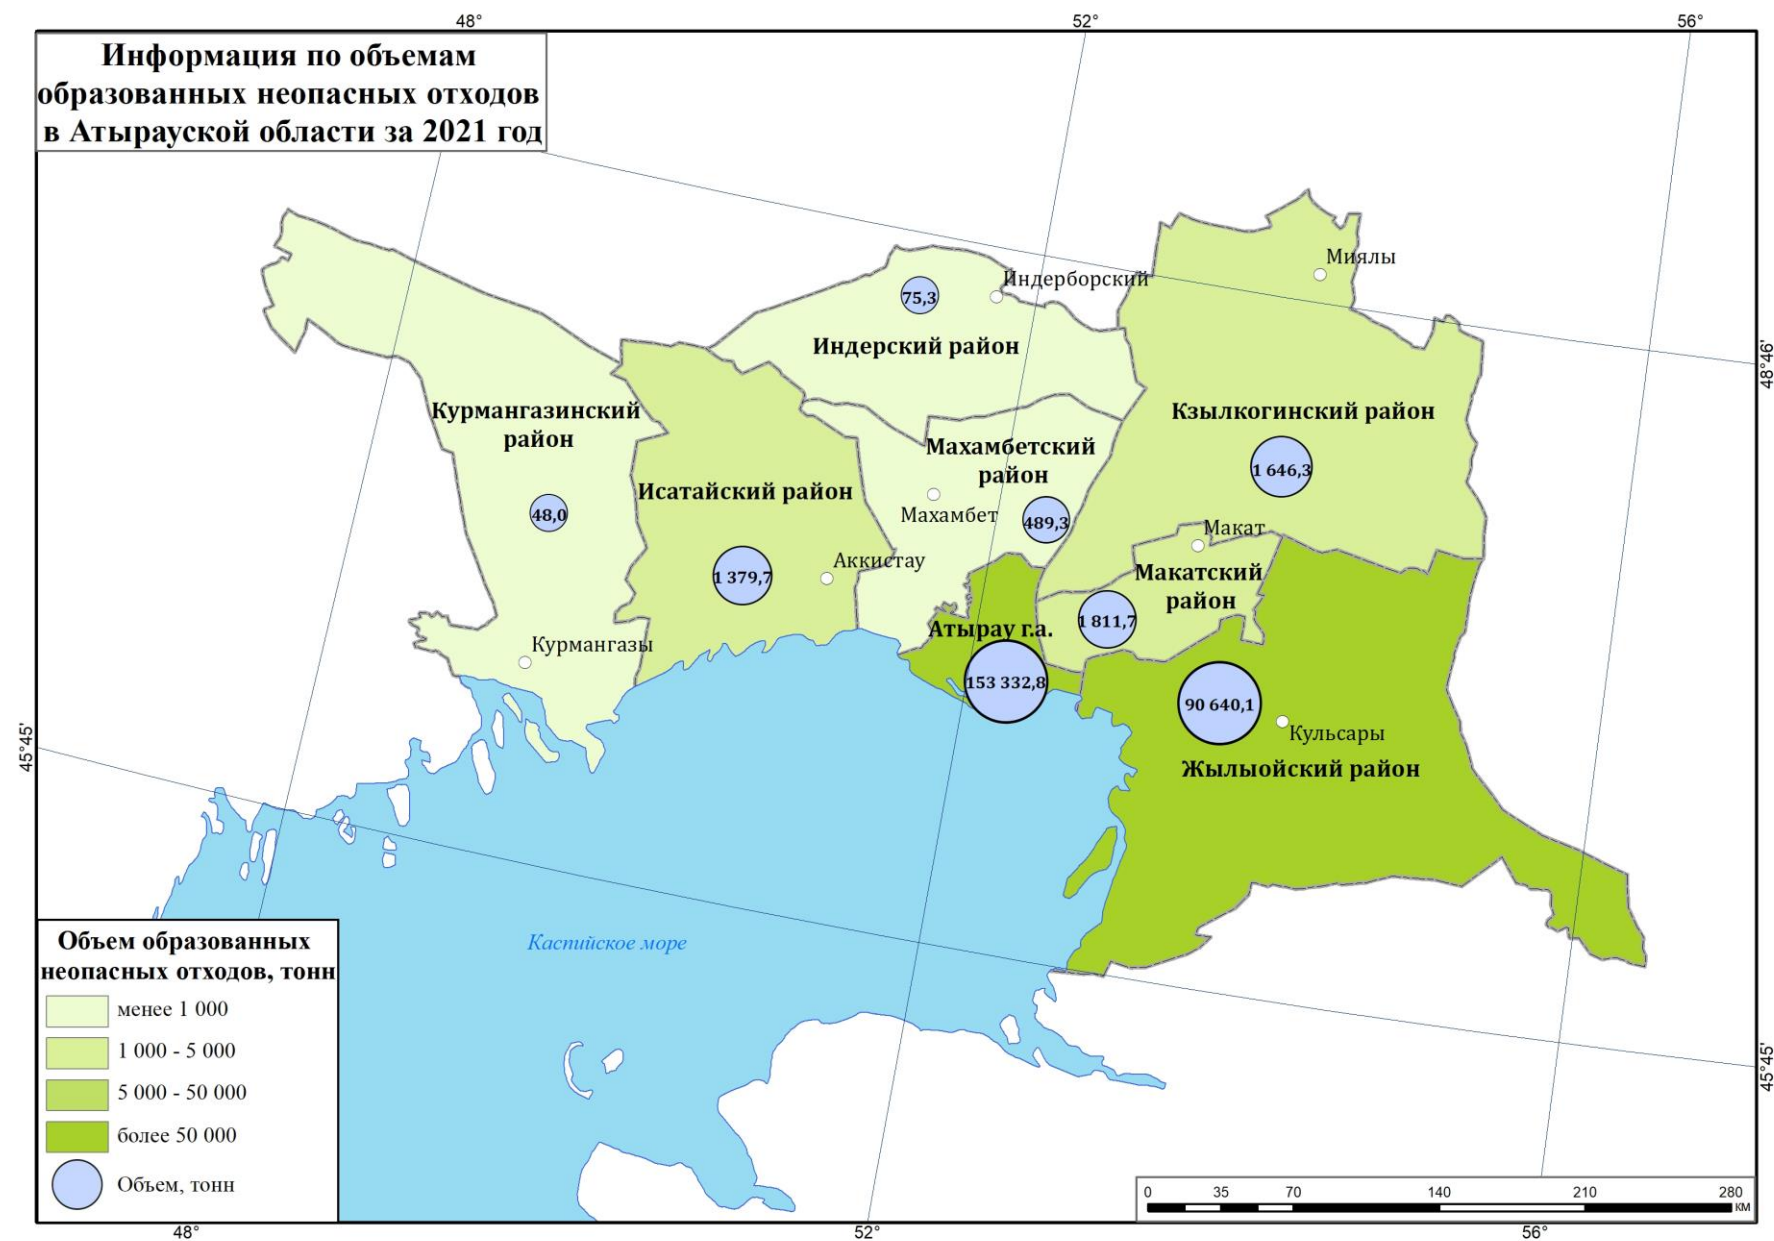 48°
52°
56°
Информация по объемам
образованных неопасных отходов
в Атырауской области за 2021 год
Миялы
Индерборский
75,3
Индерский район
48°46'
Курмангазинский
район
Кзылкогинский район
Махамбетский
район
1 646,3
Исатайский район
48,0
Махамбет
489,3
Макат
Аккистау
1 379,7
Макатский
район
1 811,7
Атырау г.а.
Курмангазы
153 332,8
90 640,1
Кульсары
45°45'
Жылыойский район
Каспийское море
Объем образованных
неопасных отходов, тонн
менее 1 000
1 000 - 5 000
5 000 - 50 000
более 50 000
Объем, тонн
45°45'
0 35 70 140 210 280
КМ
48°
52°
56°